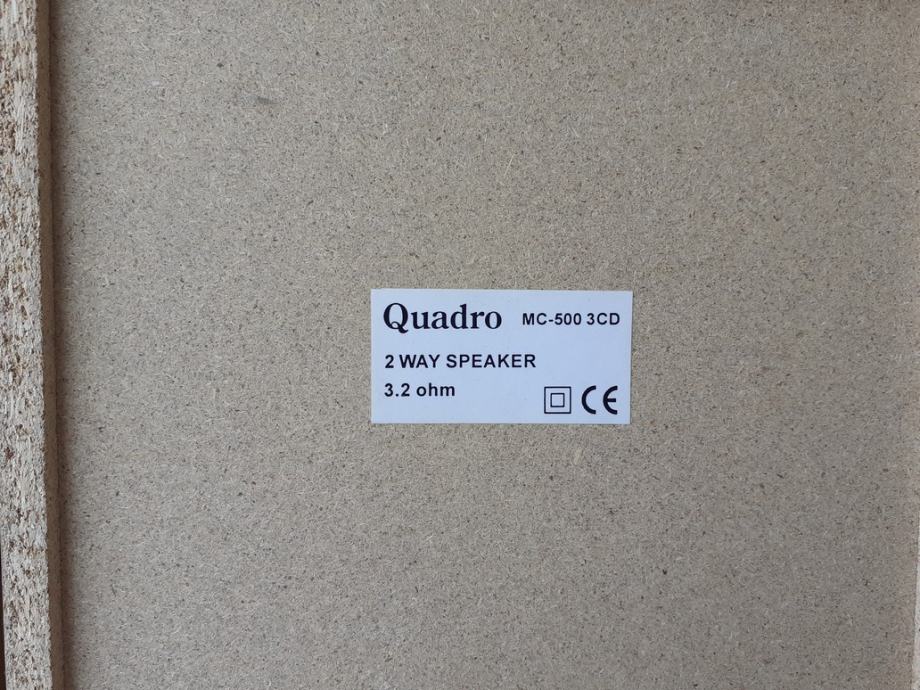 Quadro MC-500 3CD
2 WAY SPEAKER
3.2 ohm
CE